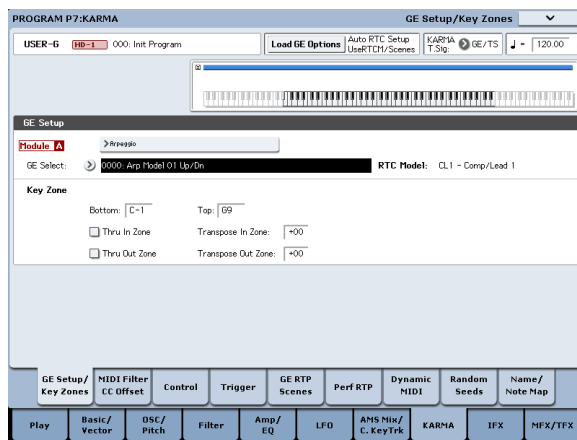 PROGRAM P7:KARMA GE Setup/Key Zones
USER-G HD-1 000: Init Program Load GE Options Auto RTC Setup UseRTCM/Scenes KARMA T.Sig: GE/TS ♩ = 120.00
GE Setup
Module A Arpeggio
GE Select: 0000: Arp Model 01 Up/Dn RTC Model: CL1 - Comp/Lead 1
Key Zone
Bottom: C-1 Top: G9
Thru In Zone Transpose In Zone: +00
Thru Out Zone Transpose Out Zone: +00
GE Setup/ Key Zones MIDI Filter CC Offset Control Trigger GE RTP Scenes Perf RTP Dynamic MIDI Random Seeds Name/ Note Map
Play Basic/ Vector OSC/ Pitch Filter Amp/ EQ LFO AMS Mix/ C. KeyTrk KARMA IFX MFX/TFX